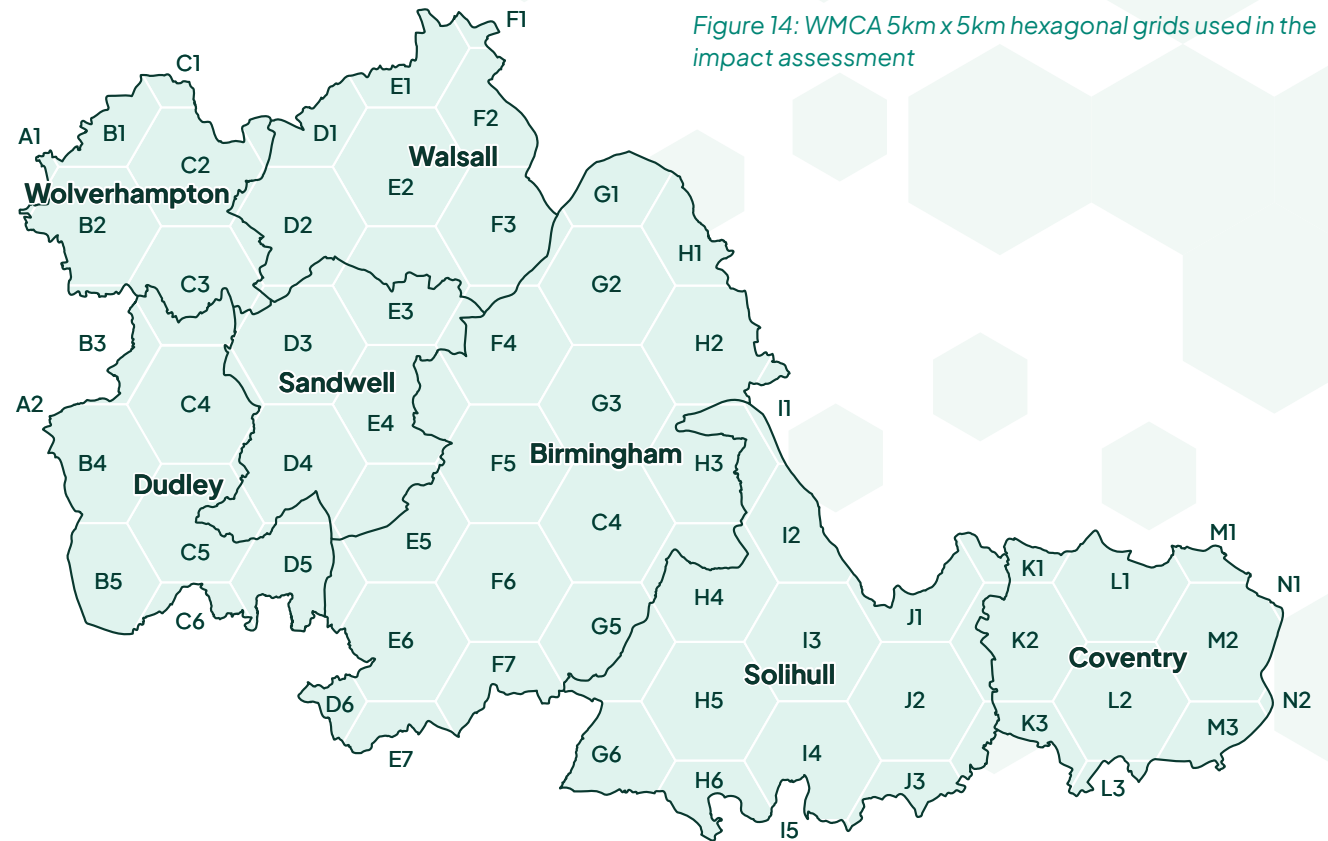 Figure 14: WMCA 5km x 5km hexagonal grids used in the
impact assessment
F1
C1
E1
F2
A1
B1
D1
C2
Walsall
E2
Wolverhampton
G1
B2
D2
F3
H1
C3
G2
E3
B3
D3
F4
H2
Sandwell
A2
C4
G3
I1
E4
Birmingham
B4
D4
F5
H3
Dudley
C4
I2
M1
E5
C5
D5
K1
L1
B5
F6
N1
H4
C6
J1
G5
E6
I3
K2
M2
Coventry
F7
Solihull
D6
H5
J2
L2
N2
K3
M3
E7
G6
I4
H6
J3
L3
I5